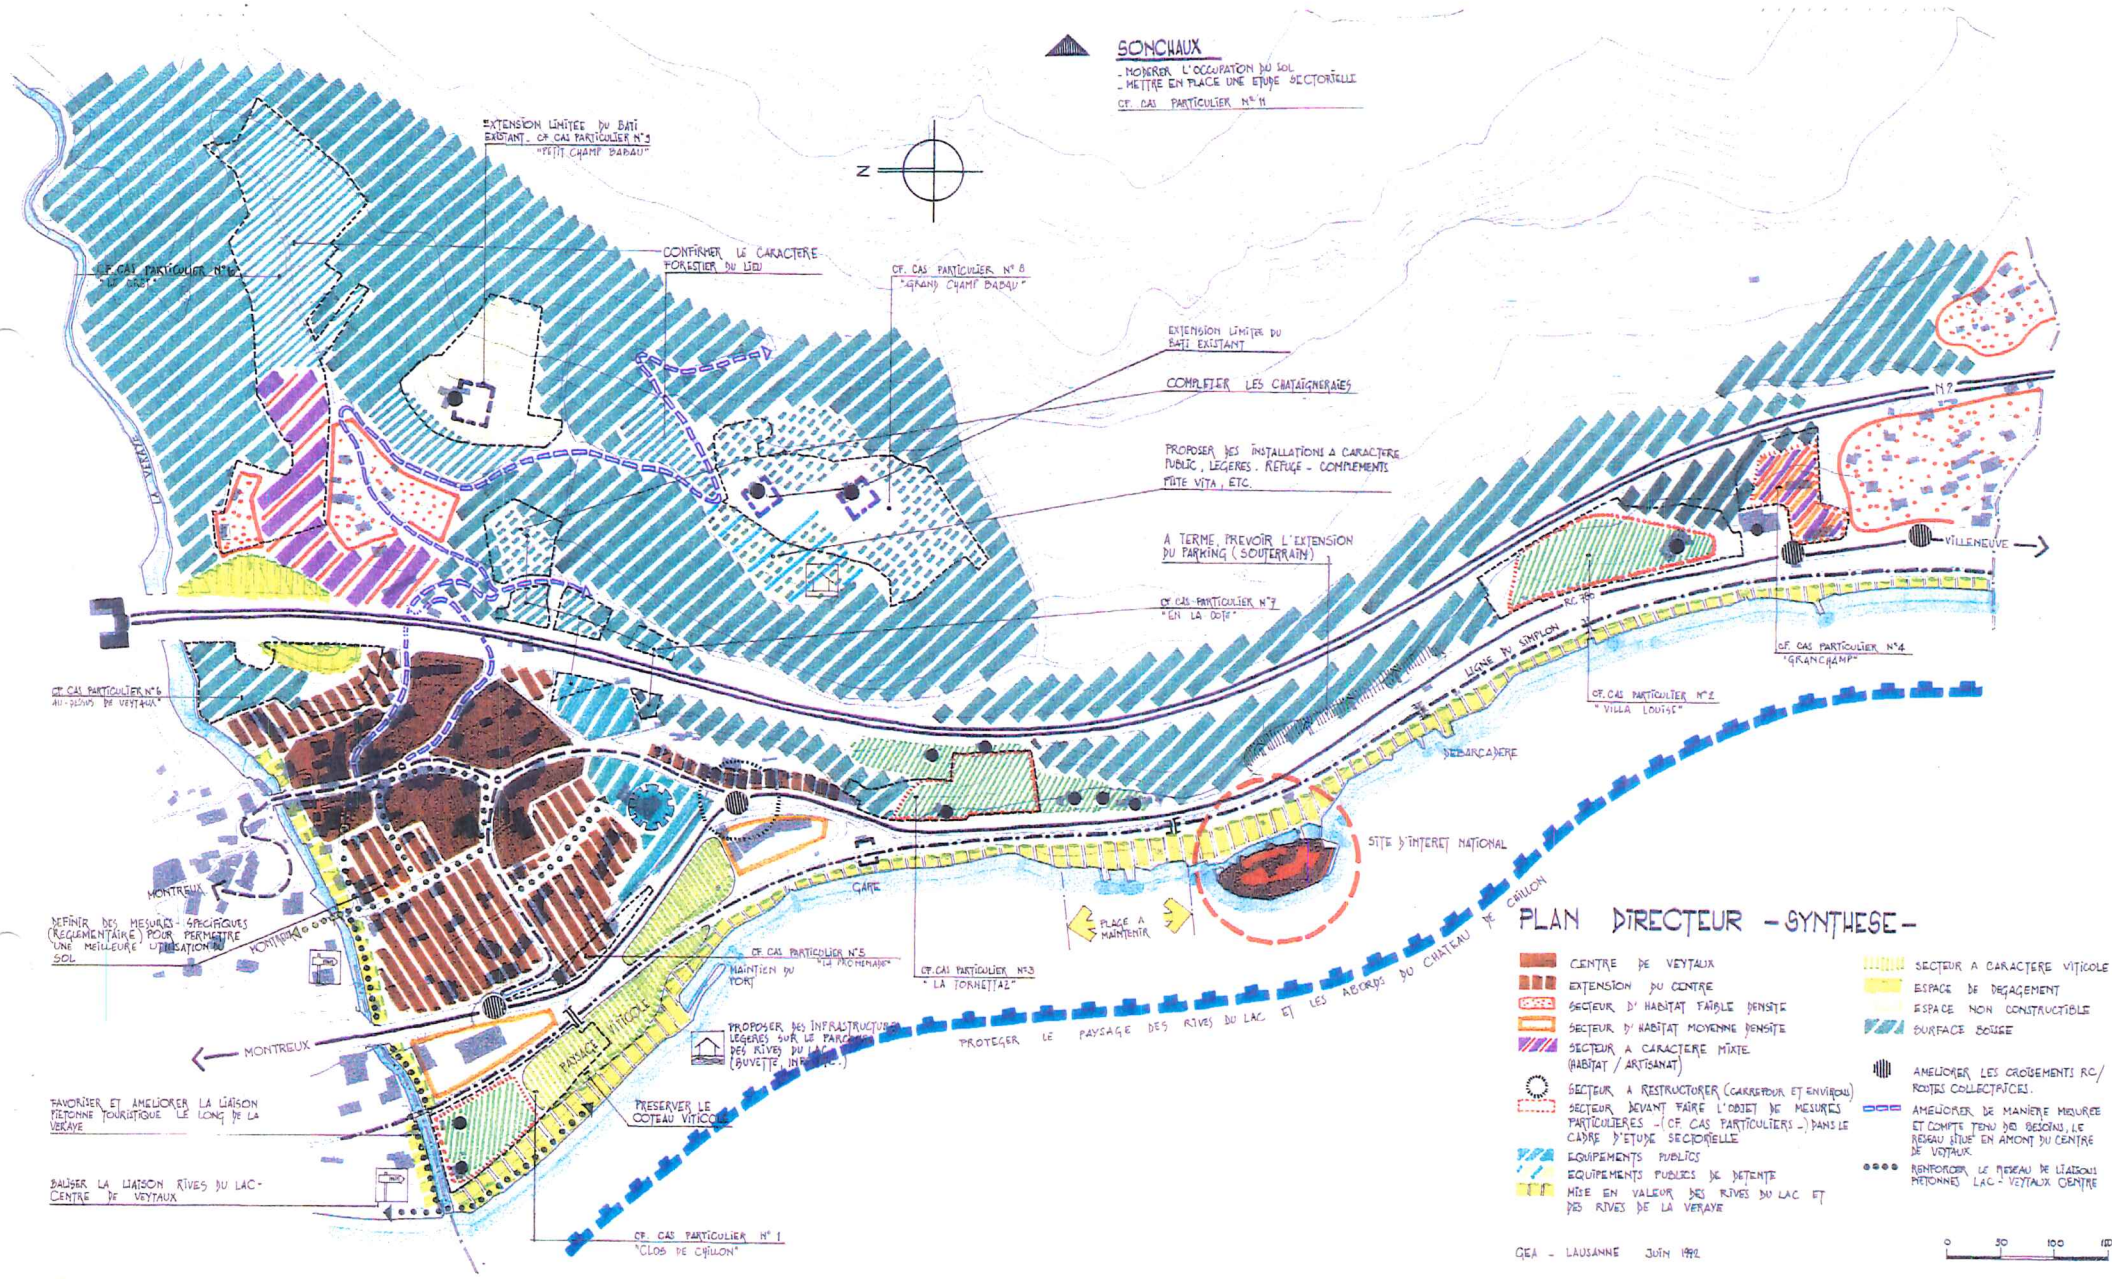 SONCHAUX
- MODERER L'OCCUPATION DU SOL
- METTRE EN PLACE UNE ETUDE SECTORIELLE
CF. CAS PARTICULIER N° 11
EXTENSION LIMITEE DU BATI
EXISTANT. CF. CAS PARTICULIER N° 9
"PETIT CHAMP BABAU"
N
CONFIRMER LE CARACTERE
FORESTIER DU LIEU
CF. CAS PARTICULIER N° 8
"GRAND CHAMP BABAU"
CF. CAS PARTICULIER N° 10
EXTENSION LIMITEE DU
BATI EXISTANT
COMPLETER LES CHATAIGNERAIES
N9
PROPOSER DES INSTALLATIONS A CARACTERE
PUBLIC, LEGERES. REFUGE - COMPLEMENTS
PISTE VITA, ETC.
LA VERAYE
A TERME, PREVOIR L'EXTENSION
DU PARKING (SOUTERRAIN)
VILLENEUVE
CF. CAS PARTICULIER N° 7
"EN LA COTE"
RC 780
LIGNE DU SIMPLON
CF. CAS PARTICULIER N° 4
"GRANCHAMP"
CF. CAS PARTICULIER N° 6
AU-DESSUS DE VEYTAUX"
CF. CAS PARTICULIER N° 2
"VILLA LOUISE"
DEBARCADERE
SITE D'INTERET NATIONAL
GARE
MONTREUX
PLAGE A
MAINTENIR
DEFINIR DES MESURES SPECIFIQUES
(REGLEMENTAIRE) POUR PERMETTRE
UNE MEILLEURE UTILISATION DU
SOL
MONTREUX
CF. CAS PARTICULIER N° 5
"LA PROMENADE"
MAINTIEN DU
PORT
CF. CAS PARTICULIER N° 3
"LA TORNETTAZ"
PROTEGER LE PAYSAGE DES RIVES DU LAC ET LES ABORDS DU CHATEAU DE CHILLON
MONTREUX
PAYSAGE VITICOLE
PROPOSER DES INFRASTRUCTURES
LEGERES SUR LE PARCOURS
DES RIVES DU LAC
(BUVETTE,
PRESERVER LE
COTEAU VITICOLE
FAVORISER ET AMELIORER LA LIAISON
PIETONNE TOURISTIQUE LE LONG DE LA
VERAYE
BALISER LA LIAISON RIVES DU LAC-
CENTRE DE VEYTAUX
CF. CAS PARTICULIER N° 1
"CLOS DE CHILLON"
PLAN DIRECTEUR - SYNTHESE -
CENTRE DE VEYTAUX
EXTENSION DU CENTRE
SECTEUR D'HABITAT FAIBLE DENSITE
SECTEUR D'HABITAT MOYENNE DENSITE
SECTEUR A CARACTERE MIXTE
(HABITAT / ARTISANAT)
SECTEUR A RESTRUCTURER (CARREFOUR ET ENVIRONS)
SECTEUR DEVANT FAIRE L'OBJET DE MESURES
PARTICULIERES - (CF. CAS PARTICULIERS -) DANS LE
CADRE D'ETUDE SECTORIELLE
EQUIPEMENTS PUBLICS
EQUIPEMENTS PUBLICS DE DETENTE
MISE EN VALEUR DES RIVES DU LAC ET
DES RIVES DE LA VERAYE
SECTEUR A CARACTERE VITICOLE
ESPACE DE DEGAGEMENT
ESPACE NON CONSTRUCTIBLE
SURFACE BOISEE
AMELIORER LES CROISEMENTS RC/
ROUTES COLLECTRICES.
AMELIORER DE MANIERE MESUREE
ET COMPTE TENU DES BESOINS, LE
RESEAU SITUE EN AMONT DU CENTRE
DE VEYTAUX
RENFORCER LE RESEAU DE LIAISONS
PIETONNES LAC - VEYTAUX CENTRE
GEA - LAUSANNE JUIN 1992
0 50 100 150